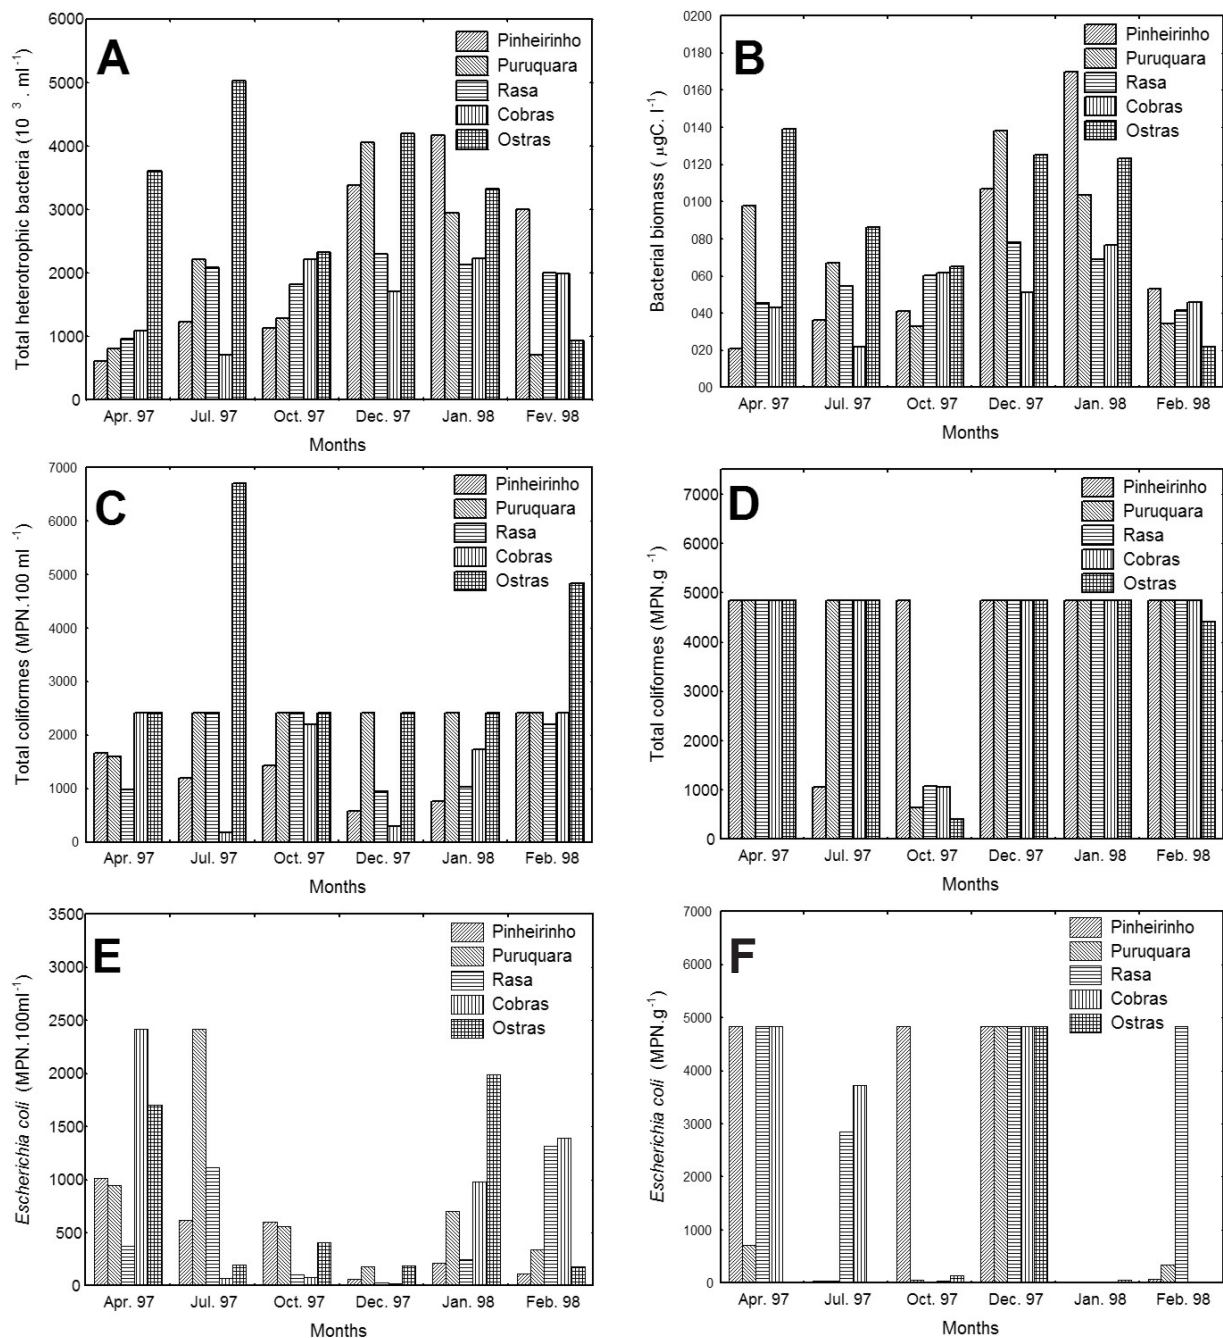 A
Total heterotrophic bacteria (10³ . ml⁻¹)
6000
5000
4000
3000
2000
1000
0
Pinheirinho
Puruquara
Rasa
Cobras
Ostras
Apr. 97 Jul. 97 Oct. 97 Dec. 97 Jan. 98 Fev. 98
Months
B
Bacterial biomass ( µgC. l⁻¹)
0200
0180
0160
0140
0120
0100
080
060
040
020
00
Pinheirinho
Puruquara
Rasa
Cobras
Ostras
Apr. 97 Jul. 97 Oct. 97 Dec. 97 Jan. 98 Feb. 98
Months
C
Total coliformes (MPN.100 ml⁻¹)
7000
6000
5000
4000
3000
2000
1000
0
Pinheirinho
Puruquara
Rasa
Cobras
Ostras
Apr. 97 Jul. 97 Oct. 97 Dec. 97 Jan. 98 Feb. 98
Months
D
Total coliformes (MPN.g⁻¹)
7000
6000
5000
4000
3000
2000
1000
0
Pinheirinho
Puruquara
Rasa
Cobras
Ostras
Apr. 97 Jul. 97 Oct. 97 Dec. 97 Jan. 98 Feb. 98
Months
E
Escherichia coli (MPN.100ml⁻¹)
3500
3000
2500
2000
1500
1000
500
0
Pinheirinho
Puruquara
Rasa
Cobras
Ostras
Apr. 97 Jul. 97 Oct. 97 Dec. 97 Jan. 98 Feb. 98
Months
F
Escherichia coli (MPN.g⁻¹)
7000
6000
5000
4000
3000
2000
1000
0
Pinheirinho
Puruquara
Rasa
Cobras
Ostras
Apr. 97 Jul. 97 Oct. 97 Dec. 97 Jan. 98 Feb. 98
Months